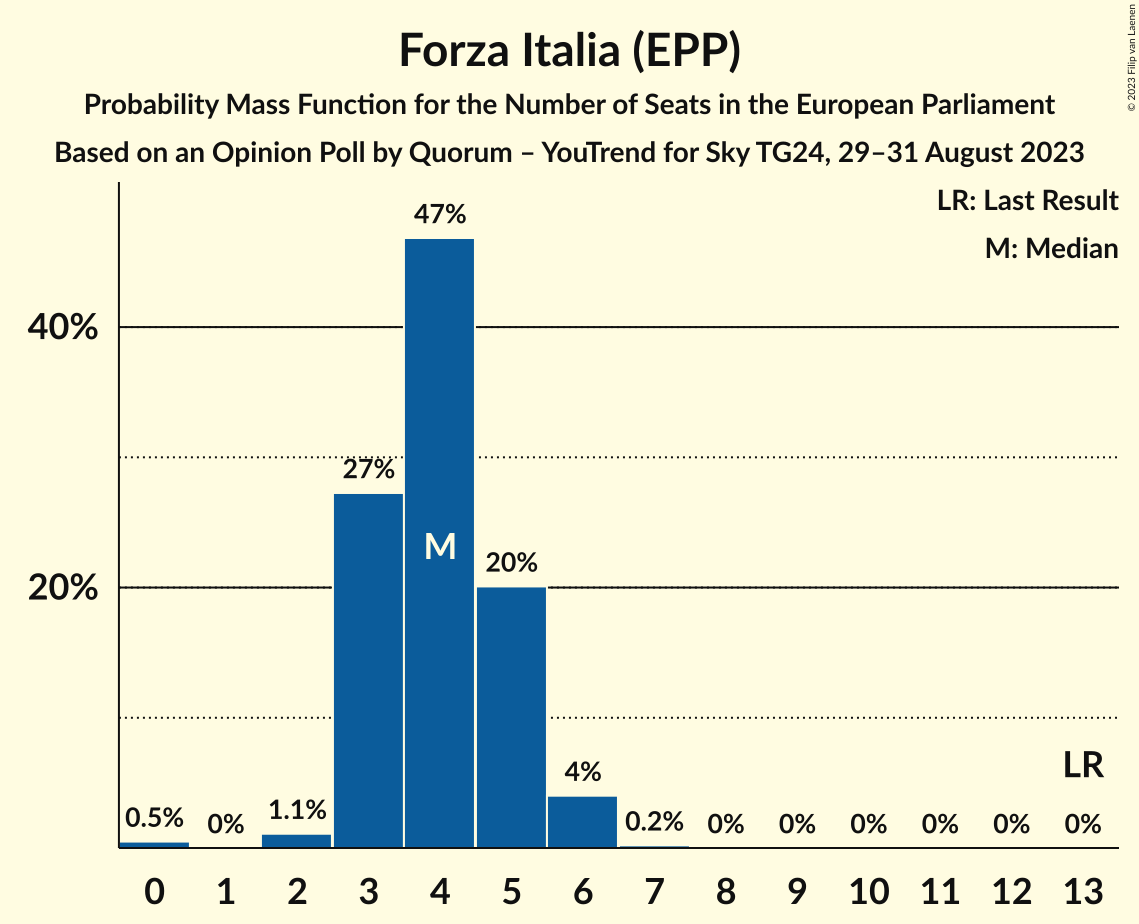 Forza Italia (EPP)
Probability Mass Function for the Number of Seats in the European Parliament
Based on an Opinion Poll by Quorum – YouTrend for Sky TG24, 29–31 August 2023
© 2023 Filip van Laenen
LR: Last Result
M: Median
40%
20%
0.5%
0%
1.1%
27%
47%
M
20%
4%
0.2%
0%
0%
0%
0%
0%
0%
LR
0 1 2 3 4 5 6 7 8 9 10 11 12 13